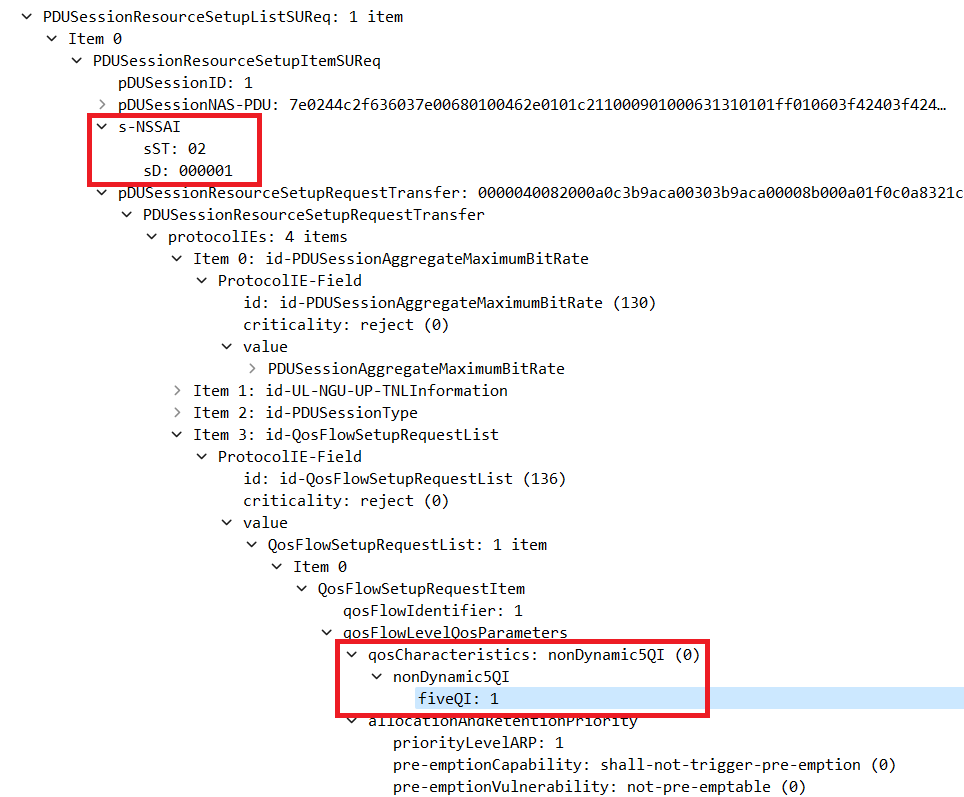 PDUSessionResourceSetupListSUReq: 1 item
Item 0
PDUSessionResourceSetupItemSUReq
pDUSessionID: 1
pDUSessionNAS-PDU: 7e0244c2f636037e00680100462e0101c211000901000631310101ff010603f42403f424…
s-NSSAI
sST: 02
sD: 000001
pDUSessionResourceSetupRequestTransfer: 0000040082000a0c3b9aca00303b9aca00008b000a01f0c0a8321c
PDUSessionResourceSetupRequestTransfer
protocolIEs: 4 items
Item 0: id-PDUSessionAggregateMaximumBitRate
ProtocolIE-Field
id: id-PDUSessionAggregateMaximumBitRate (130)
criticality: reject (0)
value
PDUSessionAggregateMaximumBitRate
Item 1: id-UL-NGU-UP-TNLInformation
Item 2: id-PDUSessionType
Item 3: id-QosFlowSetupRequestList
ProtocolIE-Field
id: id-QosFlowSetupRequestList (136)
criticality: reject (0)
value
QosFlowSetupRequestList: 1 item
Item 0
QosFlowSetupRequestItem
qosFlowIdentifier: 1
qosFlowLevelQosParameters
qosCharacteristics: nonDynamic5QI (0)
nonDynamic5QI
fiveQI: 1
allocationAndRetentionPriority
priorityLevelARP: 1
pre-emptionCapability: shall-not-trigger-pre-emption (0)
pre-emptionVulnerability: not-pre-emptable (0)